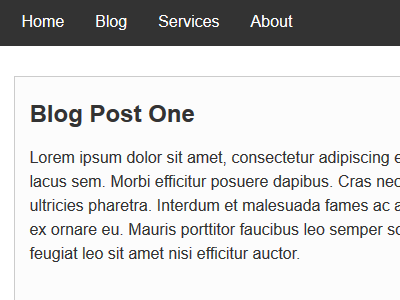 Home Blog Services About
Blog Post One
Lorem ipsum dolor sit amet, consectetur adipiscing
lacus sem. Morbi efficitur posuere dapibus. Cras
ultricies pharetra. Interdum et malesuada fames ac
ex ornare eu. Mauris porttitor faucibus leo semper
feugiat leo sit amet nisi efficitur auctor.